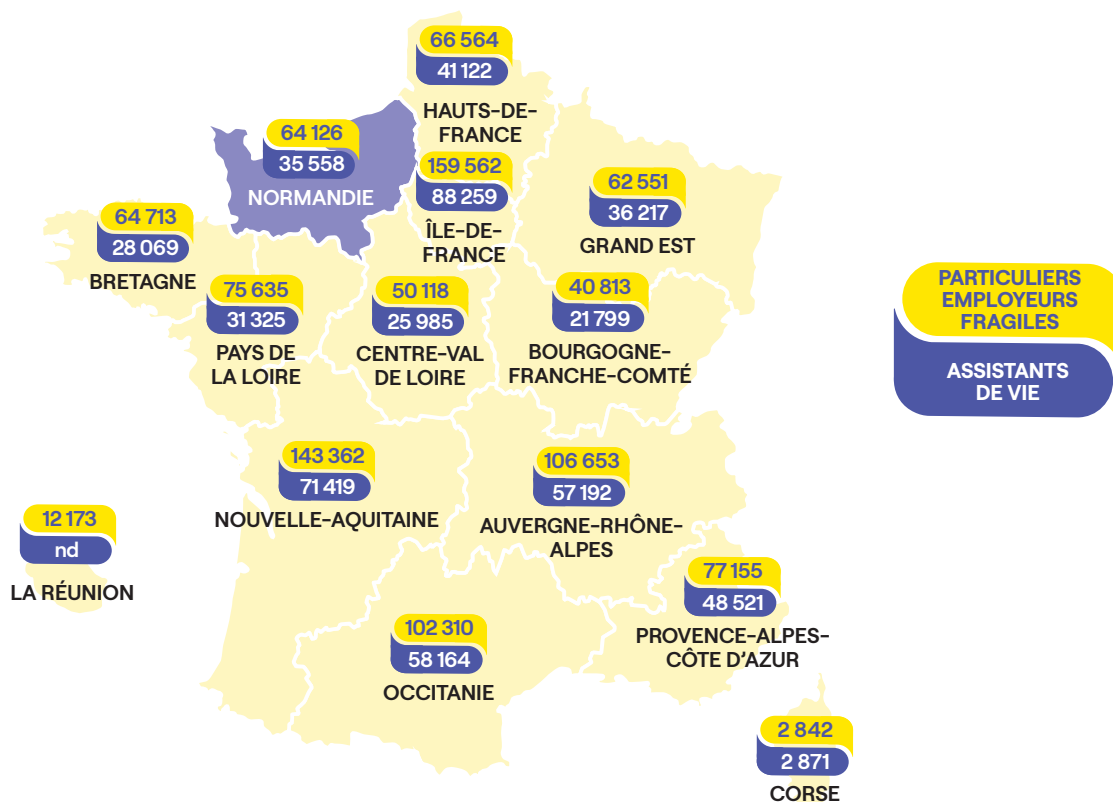 66 564
41 122
HAUTS-DE-
FRANCE
64 126
35 558
NORMANDIE
159 562
88 259
ÎLE-DE-
FRANCE
62 551
36 217
GRAND EST
64 713
28 069
BRETAGNE
75 635
31 325
PAYS DE
LA LOIRE
50 118
25 985
CENTRE-VAL
DE LOIRE
40 813
21 799
BOURGOGNE-
FRANCHE-COMTÉ
PARTICULIERS
EMPLOYEURS
FRAGILES
ASSISTANTS
DE VIE
143 362
71 419
NOUVELLE-AQUITAINE
106 653
57 192
AUVERGNE-RHÔNE-
ALPES
12 173
nd
LA RÉUNION
77 155
48 521
PROVENCE-ALPES-
CÔTE D'AZUR
102 310
58 164
OCCITANIE
2 842
2 871
CORSE